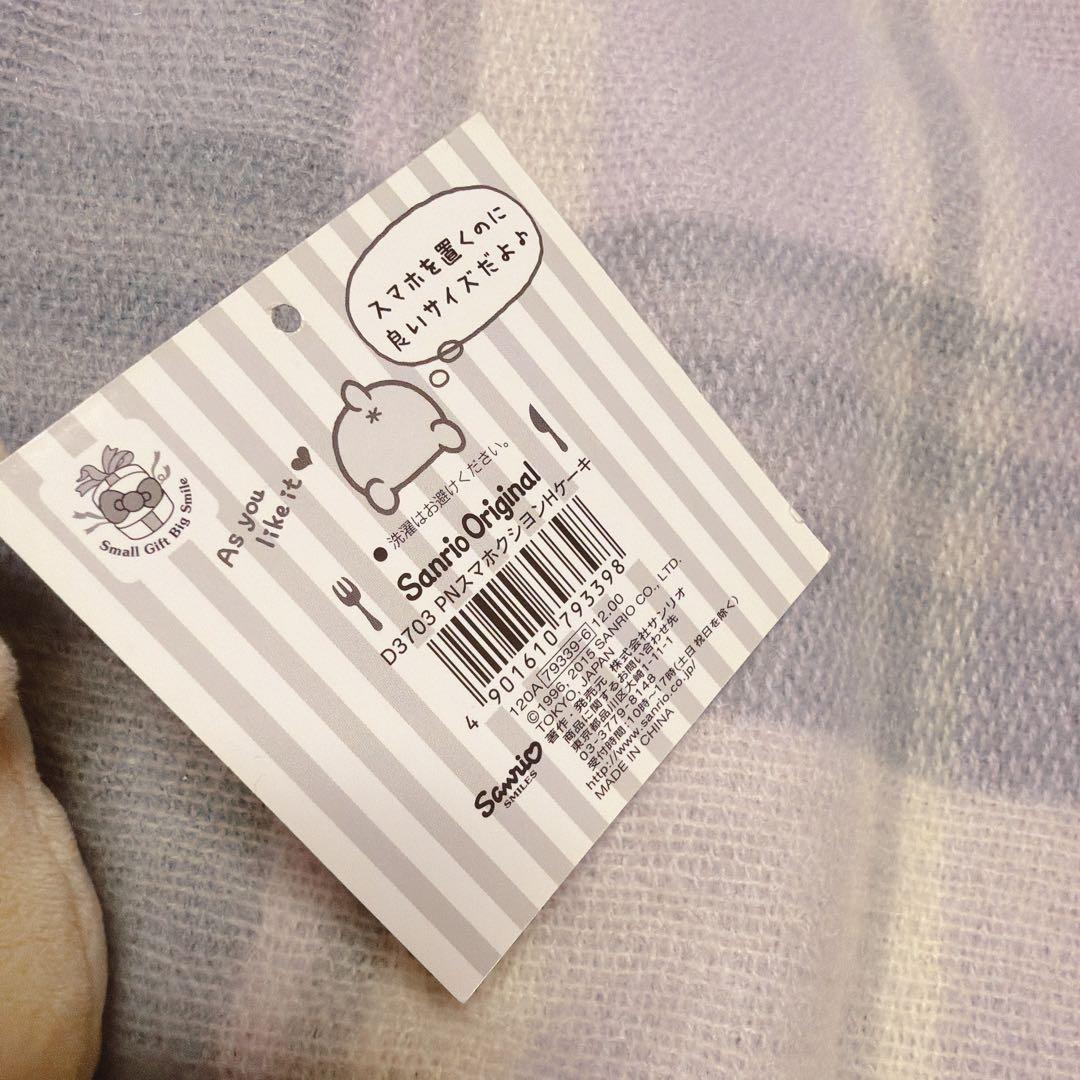 スマホを置くのに
良いサイズだよ♪
Small Gift Big Smile
As you
like it♥
●洗濯はお避けください。
Sanrio Original
D3703 PNスマホクションHケーキ
4 901610 793398
120A 79339-6 12.00
©1996, 2015 SANRIO CO., LTD.
TOKYO, JAPAN
著作・発売元 株式会社サンリオ
商品に関するお問い合わせ先
東京都品川区大崎1-11-1
03-3779-8148
受付時間:10時~17時(土日祝日を除く)
http://www.sanrio.co.jp/
MADE IN CHINA
Sanrio
SMILES